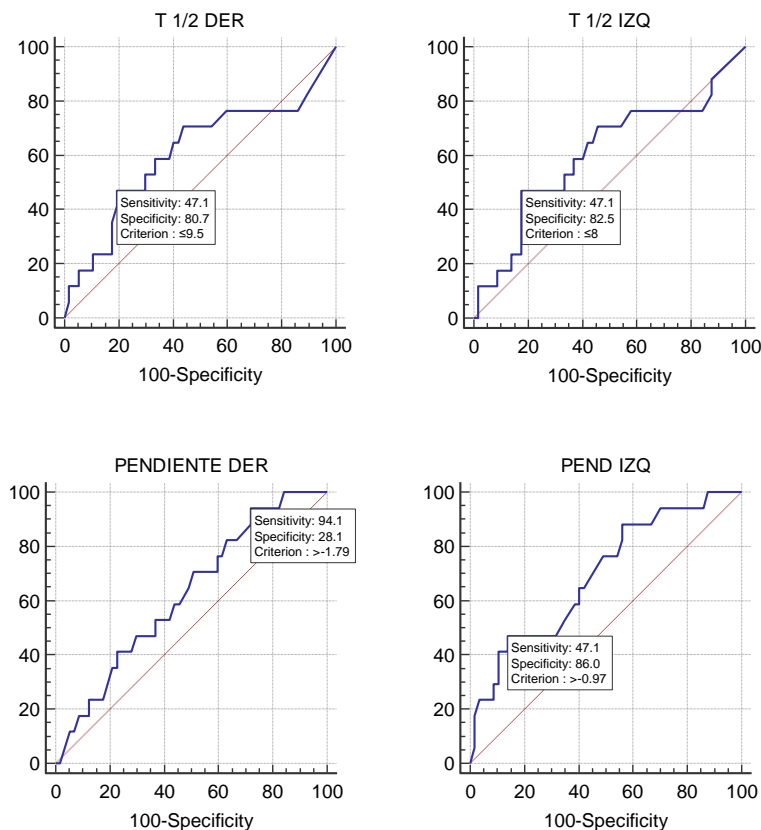 T 1/2 DER
100
80
60
40
20
0
Sensitivity: 47.1
Specificity: 80.7
Criterion : ≤9.5
0 20 40 60 80 100
100-Specificity
T 1/2 IZQ
100
80
60
40
20
0
Sensitivity: 47.1
Specificity: 82.5
Criterion : ≤8
0 20 40 60 80 100
100-Specificity
PENDIENTE DER
100
80
60
40
20
0
Sensitivity: 94.1
Specificity: 28.1
Criterion : >-1.79
0 20 40 60 80 100
100-Specificity
PEND IZQ
100
80
60
40
20
0
Sensitivity: 47.1
Specificity: 86.0
Criterion : >-0.97
0 20 40 60 80 100
100-Specificity